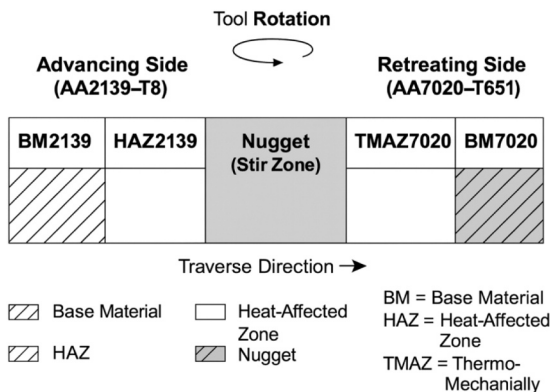 Tool Rotation
Advancing Side
(AA2139–T8)
Retreating Side
(AA7020–T651)
BM2139
HAZ2139
Nugget
(Stir Zone)
TMAZ7020
BM7020
Traverse Direction →
Base Material
HAZ
Heat-Affected
Zone
Nugget
BM = Base Material
HAZ = Heat-Affected
Zone
TMAZ = Thermo-
Mechanially